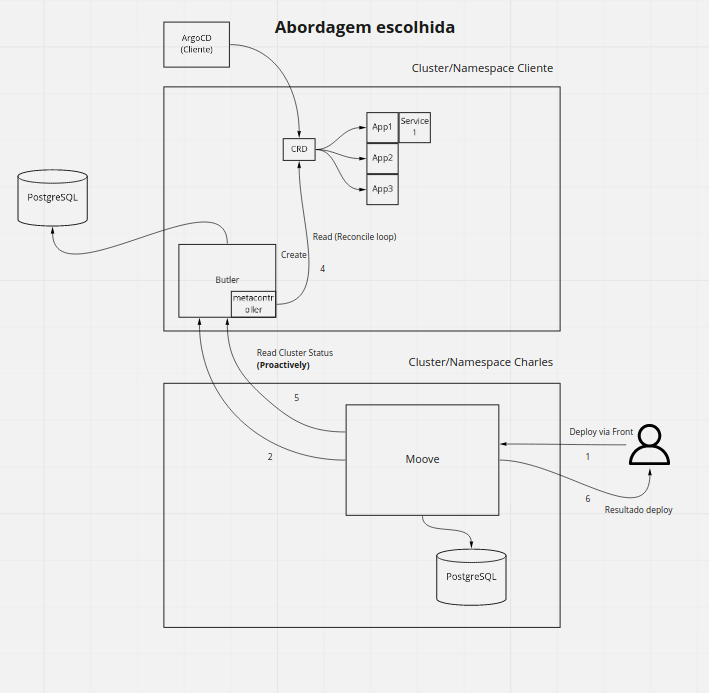 Abordagem escolhida
ArgoCD
(Cliente)
Cluster/Namespace Cliente
CRD
App1
Service
1
App2
App3
PostgreSQL
Read (Reconcile loop)
Create
4
Butler
metacontr
oller
Read Cluster Status
(Proactively)
Cluster/Namespace Charles
5
2
Moove
Deploy via Front
1
6
Resultado deploy
PostgreSQL